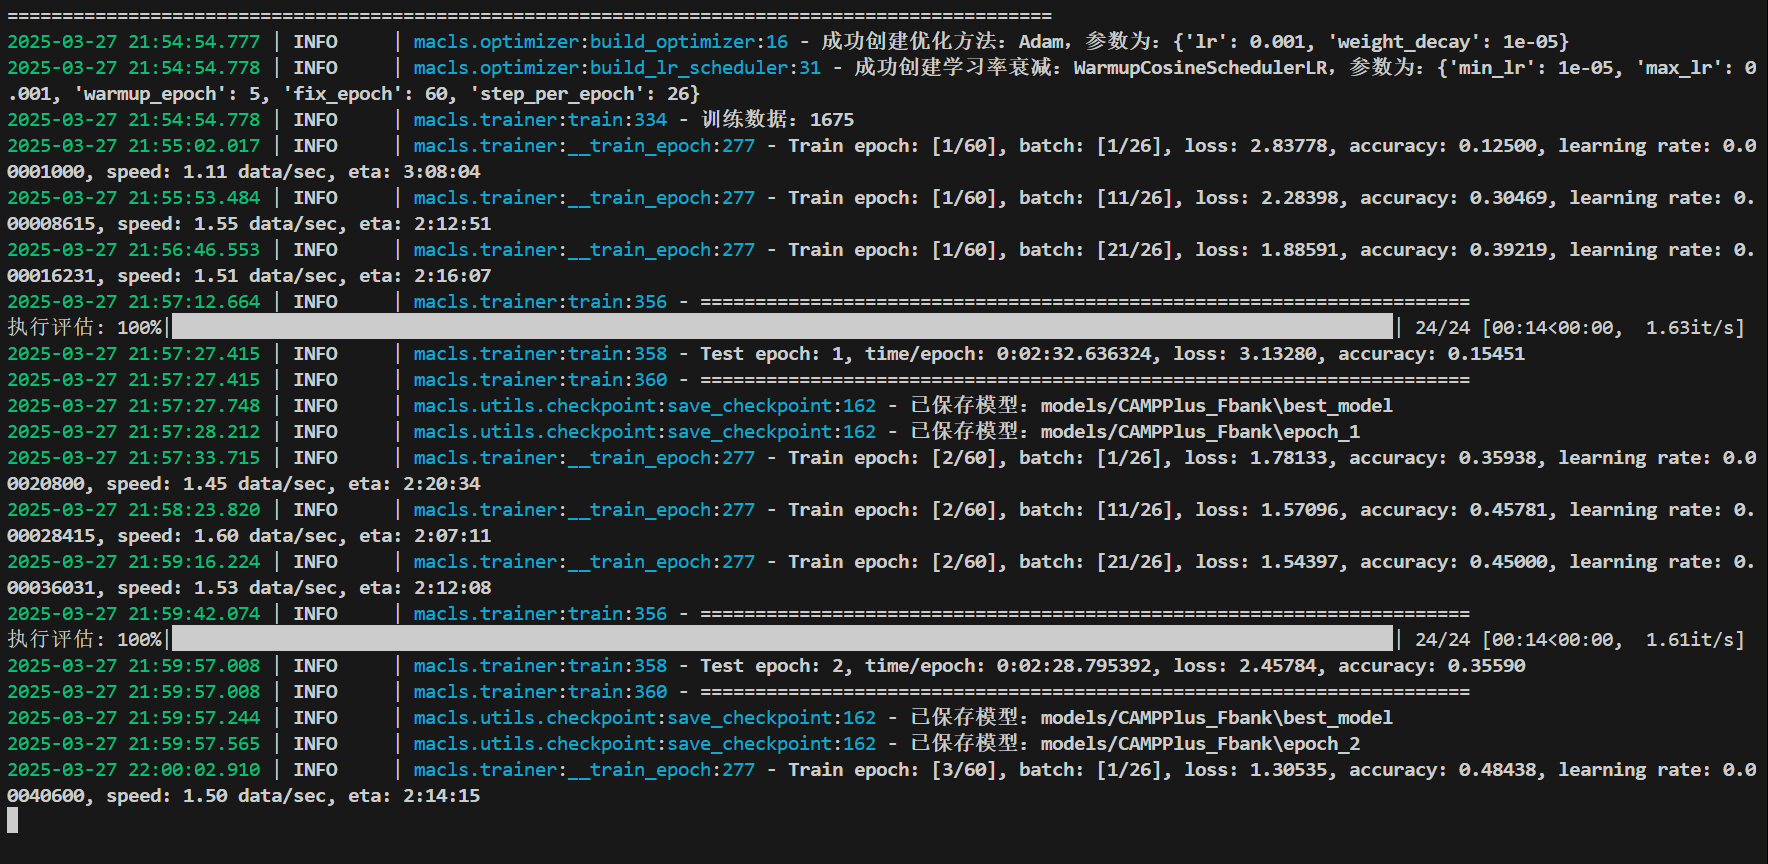 ===============================================================================================
2025-03-27 21:54:54.777 | INFO     | macls.optimizer:build_optimizer:16 - 成功创建优化方法：Adam，参数为：{'lr': 0.001, 'weight_decay': 1e-05}
2025-03-27 21:54:54.778 | INFO     | macls.optimizer:build_lr_scheduler:31 - 成功创建学习率衰减：WarmupCosineSchedulerLR，参数为：{'min_lr': 1e-05, 'max_lr': 0
.001, 'warmup_epoch': 5, 'fix_epoch': 60, 'step_per_epoch': 26}
2025-03-27 21:54:54.778 | INFO     | macls.trainer:train:334 - 训练数据：1675
2025-03-27 21:55:02.017 | INFO     | macls.trainer:__train_epoch:277 - Train epoch: [1/60], batch: [1/26], loss: 2.83778, accuracy: 0.12500, learning rate: 0.0
0001000, speed: 1.11 data/sec, eta: 3:08:04
2025-03-27 21:55:53.484 | INFO     | macls.trainer:__train_epoch:277 - Train epoch: [1/60], batch: [11/26], loss: 2.28398, accuracy: 0.30469, learning rate: 0.
00008615, speed: 1.55 data/sec, eta: 2:12:51
2025-03-27 21:56:46.553 | INFO     | macls.trainer:__train_epoch:277 - Train epoch: [1/60], batch: [21/26], loss: 1.88591, accuracy: 0.39219, learning rate: 0.
00016231, speed: 1.51 data/sec, eta: 2:16:07
2025-03-27 21:57:12.664 | INFO     | macls.trainer:train:356 - ======================================================================
执行评估: 100%| | 24/24 [00:14<00:00,  1.63it/s]
2025-03-27 21:57:27.415 | INFO     | macls.trainer:train:358 - Test epoch: 1, time/epoch: 0:02:32.636324, loss: 3.13280, accuracy: 0.15451
2025-03-27 21:57:27.415 | INFO     | macls.trainer:train:360 - ======================================================================
2025-03-27 21:57:27.748 | INFO     | macls.utils.checkpoint:save_checkpoint:162 - 已保存模型：models/CAMPPlus_Fbank\best_model
2025-03-27 21:57:28.212 | INFO     | macls.utils.checkpoint:save_checkpoint:162 - 已保存模型：models/CAMPPlus_Fbank\epoch_1
2025-03-27 21:57:33.715 | INFO     | macls.trainer:__train_epoch:277 - Train epoch: [2/60], batch: [1/26], loss: 1.78133, accuracy: 0.35938, learning rate: 0.0
0020800, speed: 1.45 data/sec, eta: 2:20:34
2025-03-27 21:58:23.820 | INFO     | macls.trainer:__train_epoch:277 - Train epoch: [2/60], batch: [11/26], loss: 1.57096, accuracy: 0.45781, learning rate: 0.
00028415, speed: 1.60 data/sec, eta: 2:07:11
2025-03-27 21:59:16.224 | INFO     | macls.trainer:__train_epoch:277 - Train epoch: [2/60], batch: [21/26], loss: 1.54397, accuracy: 0.45000, learning rate: 0.
00036031, speed: 1.53 data/sec, eta: 2:12:08
2025-03-27 21:59:42.074 | INFO     | macls.trainer:train:356 - ======================================================================
执行评估: 100%| | 24/24 [00:14<00:00,  1.61it/s]
2025-03-27 21:59:57.008 | INFO     | macls.trainer:train:358 - Test epoch: 2, time/epoch: 0:02:28.795392, loss: 2.45784, accuracy: 0.35590
2025-03-27 21:59:57.008 | INFO     | macls.trainer:train:360 - ======================================================================
2025-03-27 21:59:57.244 | INFO     | macls.utils.checkpoint:save_checkpoint:162 - 已保存模型：models/CAMPPlus_Fbank\best_model
2025-03-27 21:59:57.565 | INFO     | macls.utils.checkpoint:save_checkpoint:162 - 已保存模型：models/CAMPPlus_Fbank\epoch_2
2025-03-27 22:00:02.910 | INFO     | macls.trainer:__train_epoch:277 - Train epoch: [3/60], batch: [1/26], loss: 1.30535, accuracy: 0.48438, learning rate: 0.0
0040600, speed: 1.50 data/sec, eta: 2:14:15